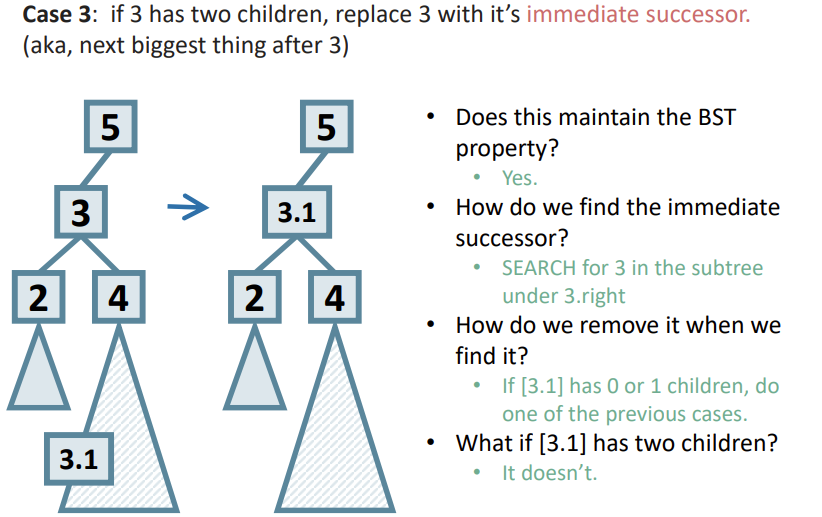 Case 3:  if 3 has two children, replace 3 with it's immediate successor.
(aka, next biggest thing after 3)
5
3
2
4
3.1
5
3.1
2
4
• Does this maintain the BST
property?
• Yes.
• How do we find the immediate
successor?
• SEARCH for 3 in the subtree
under 3.right
• How do we remove it when we
find it?
• If [3.1] has 0 or 1 children, do
one of the previous cases.
• What if [3.1] has two children?
• It doesn't.